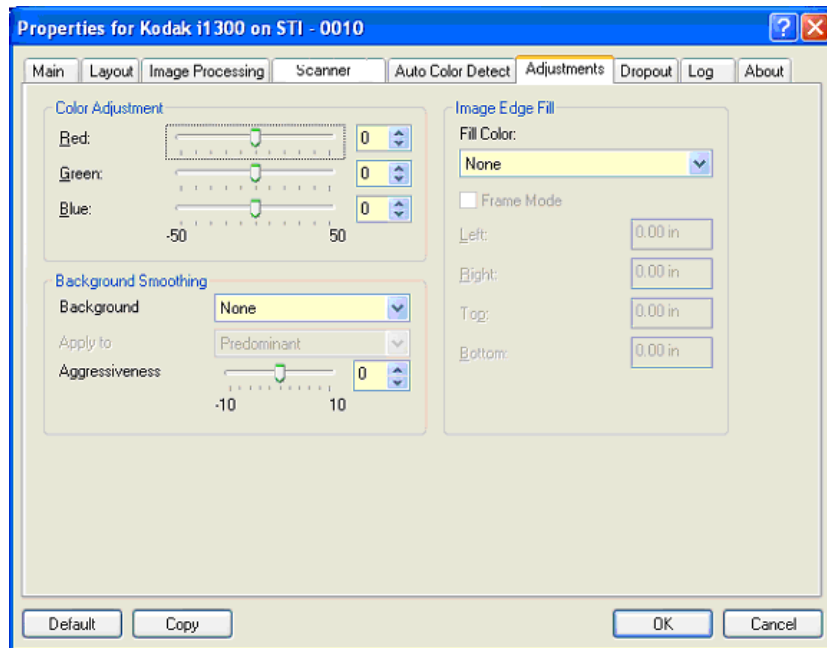 Properties for Kodak i1300 on STI - 0010
Main Layout Image Processing Scanner Auto Color Detect Adjustments Dropout Log About
Color Adjustment
Red: 0
Green: 0
Blue: 0
-50 50
Background Smoothing
Background None
Apply to Predominant
Aggressiveness 0
-10 10
Image Edge Fill
Fill Color:
None
Frame Mode
Left: 0.00 in
Right: 0.00 in
Top: 0.00 in
Bottom: 0.00 in
Default Copy OK Cancel